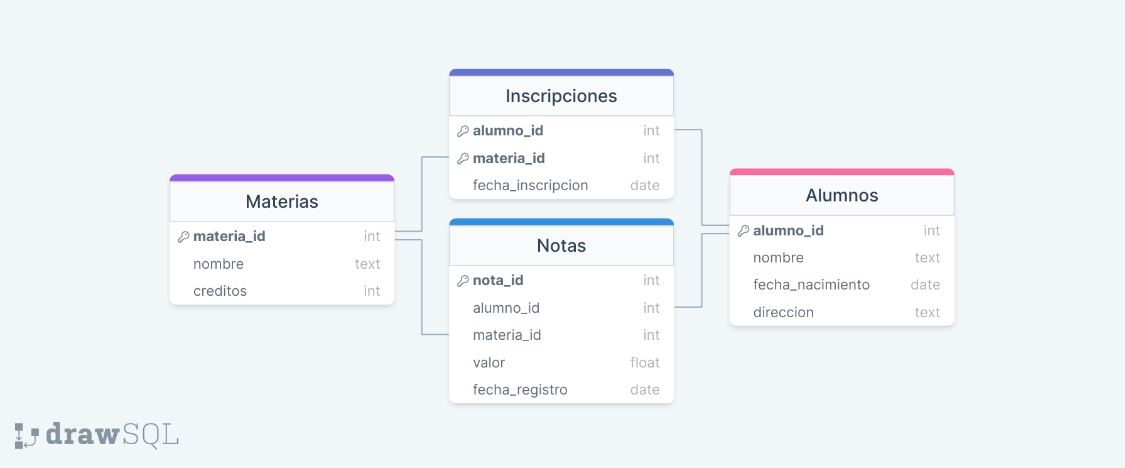 Inscripciones
alumno_id int
materia_id int
fecha_inscripcion date
Materias
materia_id int
nombre text
creditos int
Notas
nota_id int
alumno_id int
materia_id int
valor float
fecha_registro date
Alumnos
alumno_id int
nombre text
fecha_nacimiento date
direccion text
drawSQL